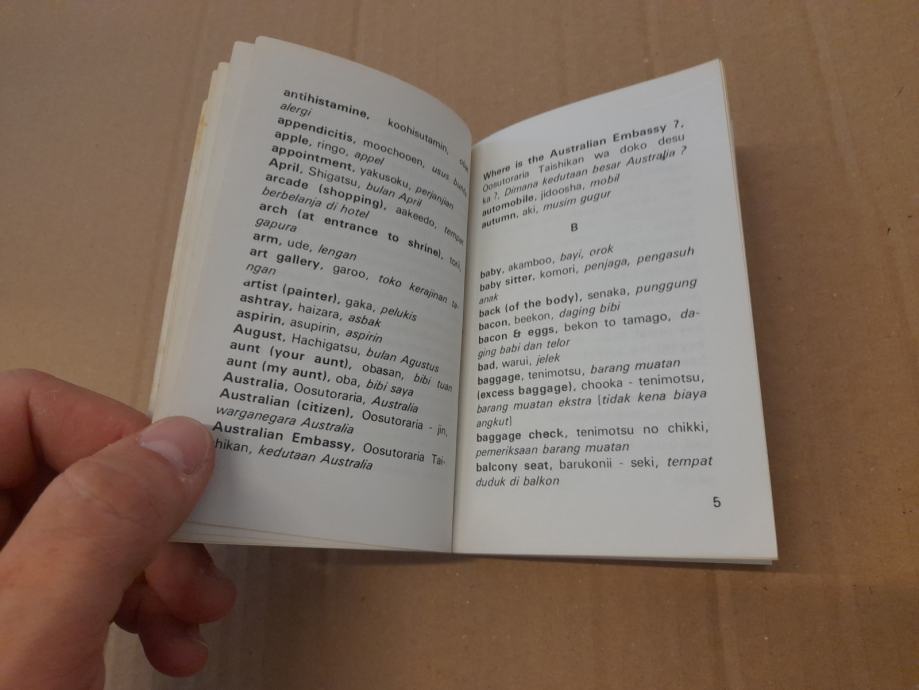 antihistamine, koohisutamin,
alergi
appendicitis, moochooen, usus buntu
apple, ringo, appel
appointment, yakusoku, perjanjian
April, Shigatsu, bulan April
arcade (shopping), aakeedo, tempat
berbelanja di hotel
arch (at entrance to shrine), torii,
gapura
arm, ude, lengan
art gallery, garoo, toko kerajinan ta-
ngan
artist (painter), gaka, pelukis
ashtray, haizara, asbak
aspirin, asupirin, aspirin
August, Hachigatsu, bulan Agustus
aunt (your aunt), obasan, bibi tuan
aunt (my aunt), oba, bibi saya
Australia, Oosutoraria, Australia
Australian (citizen), Oosutoraria - jin,
warganegara Australia
Australian Embassy, Oosutoraria Tai-
hikan, kedutaan Australia
Where is the Australian Embassy ?,
Oosutoraria Taishikan wa doko desu
ka ?, Dimana kedutaan besar Australia ?
automobile, jidoosha, mobil
autumn, aki, musim gugur
B
baby, akamboo, bayi, orok
baby sitter, komori, penjaga, pengasuh
anak
back (of the body), senaka, punggung
bacon, beekon, daging bibi
bacon & eggs, bekon to tamago, da-
ging babi dan telor
bad, warui, jelek
baggage, tenimotsu, barang muatan
(excess baggage), chooka - tenimotsu,
barang muatan ekstra [tidak kena biaya
angkut]
baggage check, tenimotsu no chikki,
pemeriksaan barang muatan
balcony seat, barukonii - seki, tempat
duduk di balkon
5